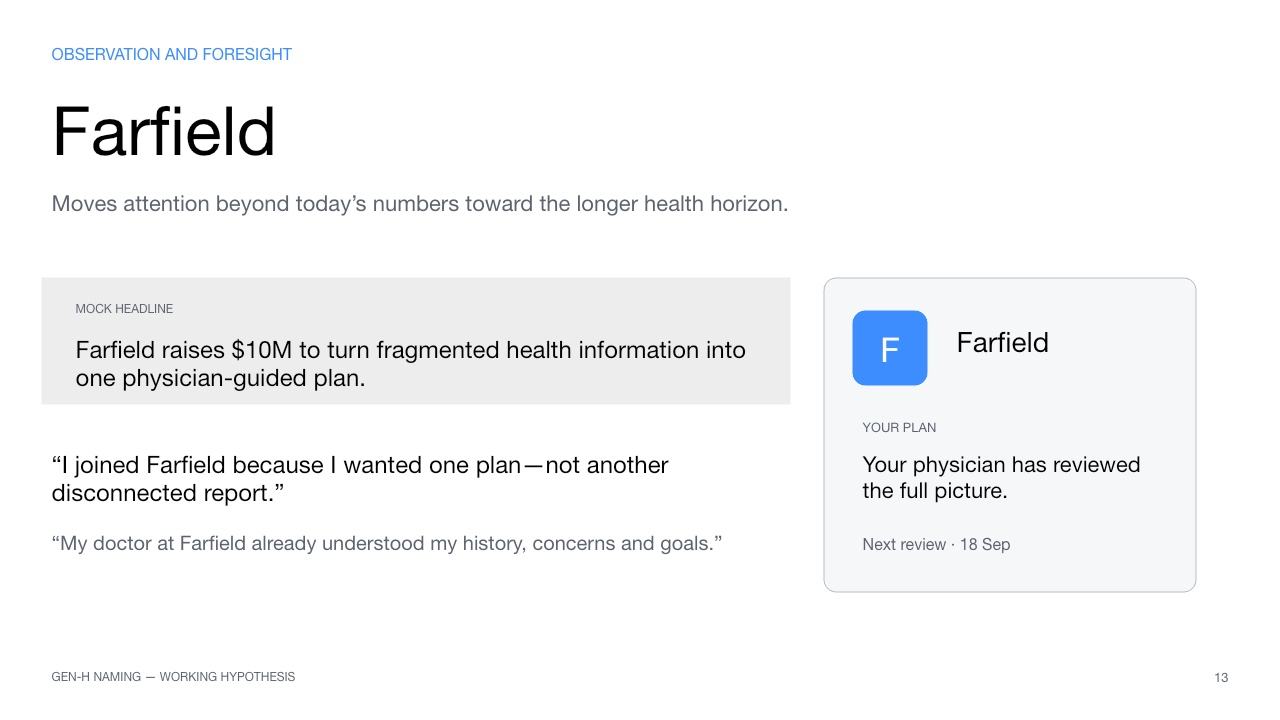 OBSERVATION AND FORESIGHT
Farfield
Moves attention beyond today’s numbers toward the longer health horizon.
MOCK HEADLINE
Farfield raises $10M to turn fragmented health information into
one physician-guided plan.
“I joined Farfield because I wanted one plan—not another
disconnected report.”
“My doctor at Farfield already understood my history, concerns and goals.”
F
Farfield
YOUR PLAN
Your physician has reviewed
the full picture.
Next review · 18 Sep
GEN-H NAMING — WORKING HYPOTHESIS
13